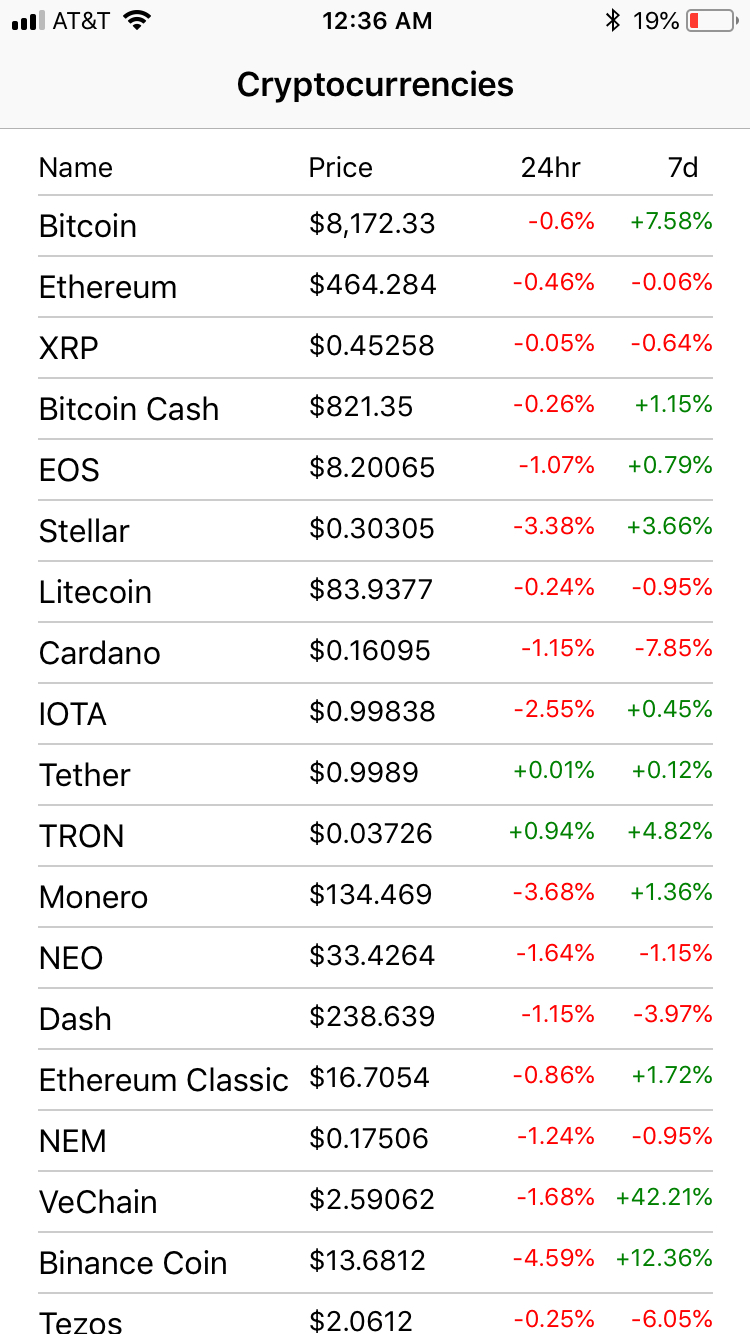 AT&T 12:36 AM 19%
Cryptocurrencies
Name Price 24hr 7d
Bitcoin $8,172.33 -0.6% +7.58%
Ethereum $464.284 -0.46% -0.06%
XRP $0.45258 -0.05% -0.64%
Bitcoin Cash $821.35 -0.26% +1.15%
EOS $8.20065 -1.07% +0.79%
Stellar $0.30305 -3.38% +3.66%
Litecoin $83.9377 -0.24% -0.95%
Cardano $0.16095 -1.15% -7.85%
IOTA $0.99838 -2.55% +0.45%
Tether $0.9989 +0.01% +0.12%
TRON $0.03726 +0.94% +4.82%
Monero $134.469 -3.68% +1.36%
NEO $33.4264 -1.64% -1.15%
Dash $238.639 -1.15% -3.97%
Ethereum Classic $16.7054 -0.86% +1.72%
NEM $0.17506 -1.24% -0.95%
VeChain $2.59062 -1.68% +42.21%
Binance Coin $13.6812 -4.59% +12.36%
Tezos $2.0612 -0.25% -6.05%